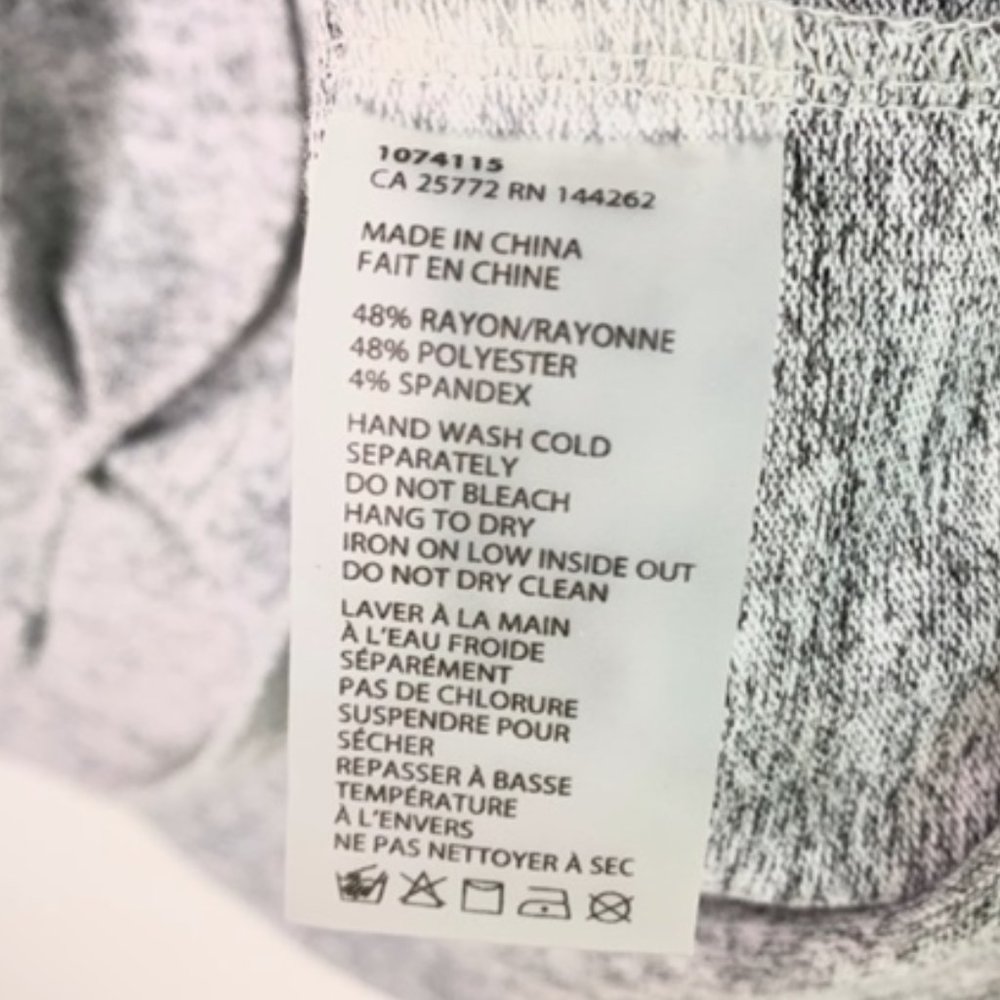 1074115
CA 25772 RN 144262
MADE IN CHINA
FAIT EN CHINE
48% RAYON/RAYONNE
48% POLYESTER
4% SPANDEX
HAND WASH COLD
SEPARATELY
DO NOT BLEACH
HANG TO DRY
IRON ON LOW INSIDE OUT
DO NOT DRY CLEAN
LAVER À LA MAIN
À L'EAU FROIDE
SÉPARÉMENT
PAS DE CHLORURE
SUSPENDRE POUR
SÉCHER
REPASSER À BASSE
TEMPÉRATURE
À L'ENVERS
NE PAS NETTOYER À SEC